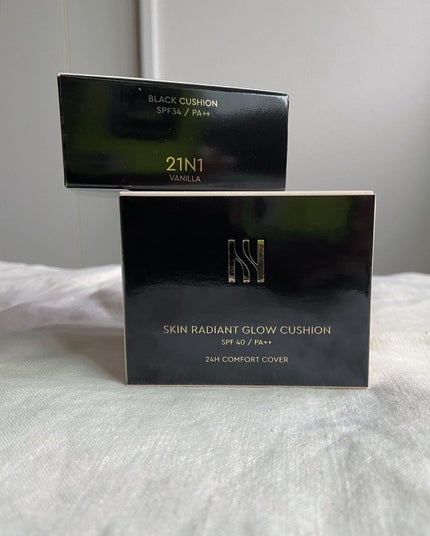 BLACK CUSHION
SPF34 / PA++
21N1
VANILLA
SKIN RADIANT GLOW CUSHION
SPF 40 / PA++
24H COMFORT COVER